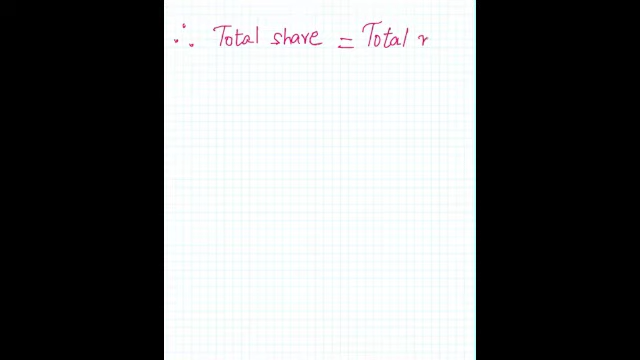 ∴ Total share = Total